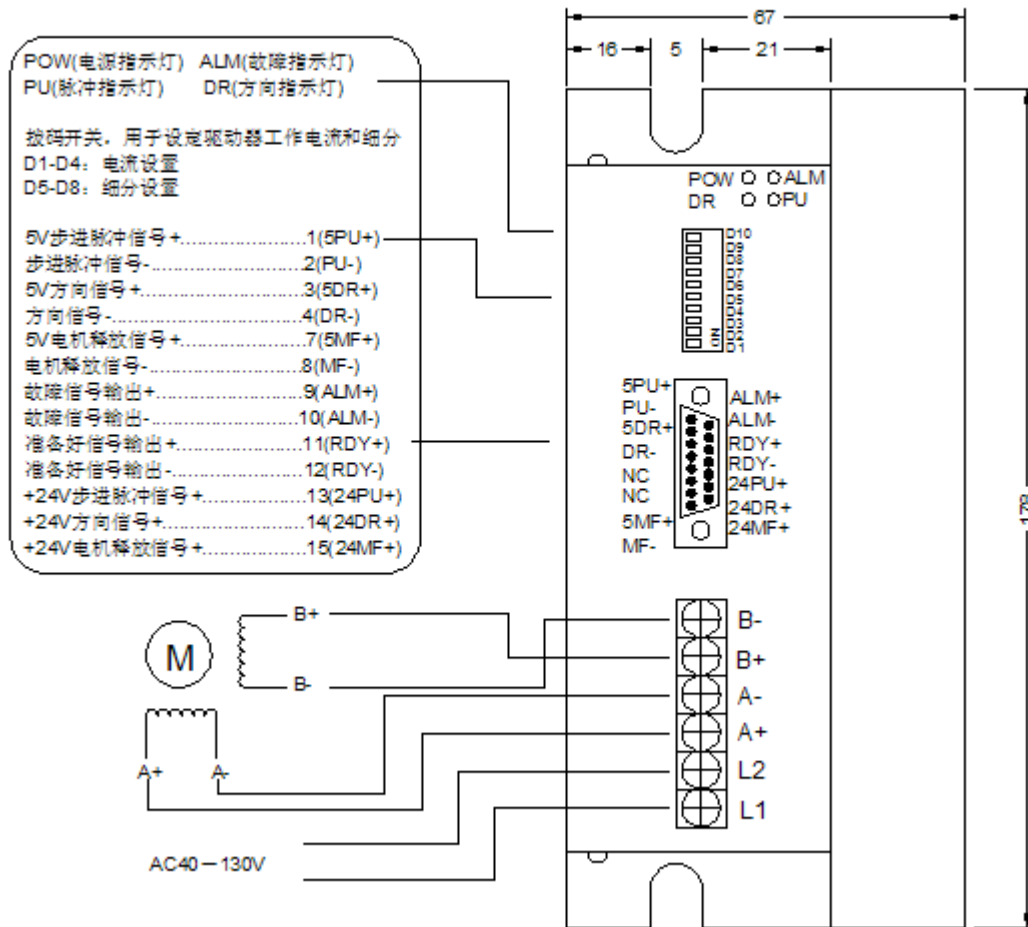 67
16 5 21
POW(电源指示灯) ALM(故障指示灯)
PU(脉冲指示灯) DR(方向指示灯)
拨码开关，用于设定驱动器工作电流和细分
D1-D4：电流设置
D5-D8：细分设置
5V步进脉冲信号+......................1(5PU+)
步进脉冲信号-..........................2(PU-)
5V方向信号+............................3(5DR+)
方向信号-................................4(DR-)
5V电机释放信号+.....................7(5MF+)
电机释放信号-.........................8(MF-)
故障信号输出+.........................9(ALM+)
故障信号输出-.........................10(ALM-)
准备好信号输出+.....................11(RDY+)
准备好信号输出-......................12(RDY-)
+24V步进脉冲信号+.................13(24PU+)
+24V方向信号+........................14(24DR+)
+24V电机释放信号+.................15(24MF+)
POW ALM
DR PU
D10
D9
D8
D7
D6
D5
D4
D3
D2
D1
ON
5PU+
PU-
5DR+
DR-
NC
NC
5MF+
MF-
ALM+
ALM-
RDY+
RDY-
24PU+
24DR+
24MF+
M
B+
B-
A+ A-
AC40－130V
B-
B+
A-
A+
L2
L1